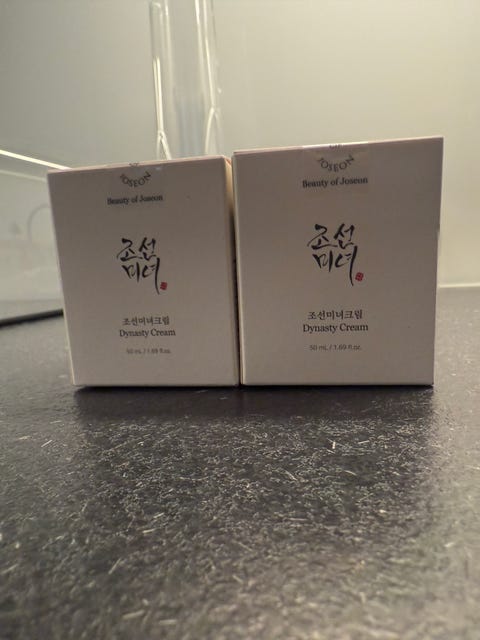 JOSEON
Beauty of Joseon
조선
미녀
조선미녀크림
Dynasty Cream
50 mL / 1.69 fl.oz.
JOSEON
Beauty of Joseon
조선
미녀
조선미녀크림
Dynasty Cream
50 mL / 1.69 fl.oz.